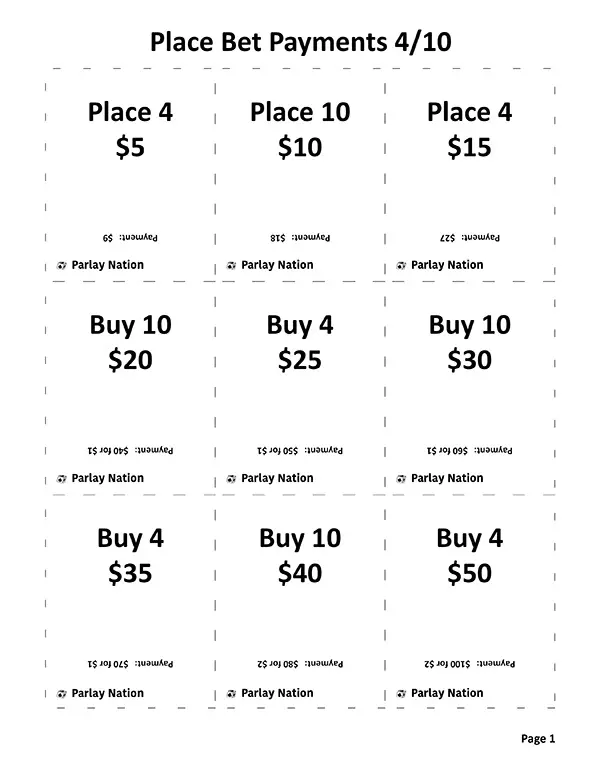 Place Bet Payments 4/10
Place 4
$5
Payment: $9
Parlay Nation
Place 10
$10
Payment: $18
Parlay Nation
Place 4
$15
Payment: $27
Parlay Nation
Buy 10
$20
Payment: $40 for $1
Parlay Nation
Buy 4
$25
Payment: $50 for $1
Parlay Nation
Buy 10
$30
Payment: $60 for $1
Parlay Nation
Buy 4
$35
Payment: $70 for $1
Parlay Nation
Buy 10
$40
Payment: $80 for $2
Parlay Nation
Buy 4
$50
Payment: $100 for $2
Parlay Nation
Page 1